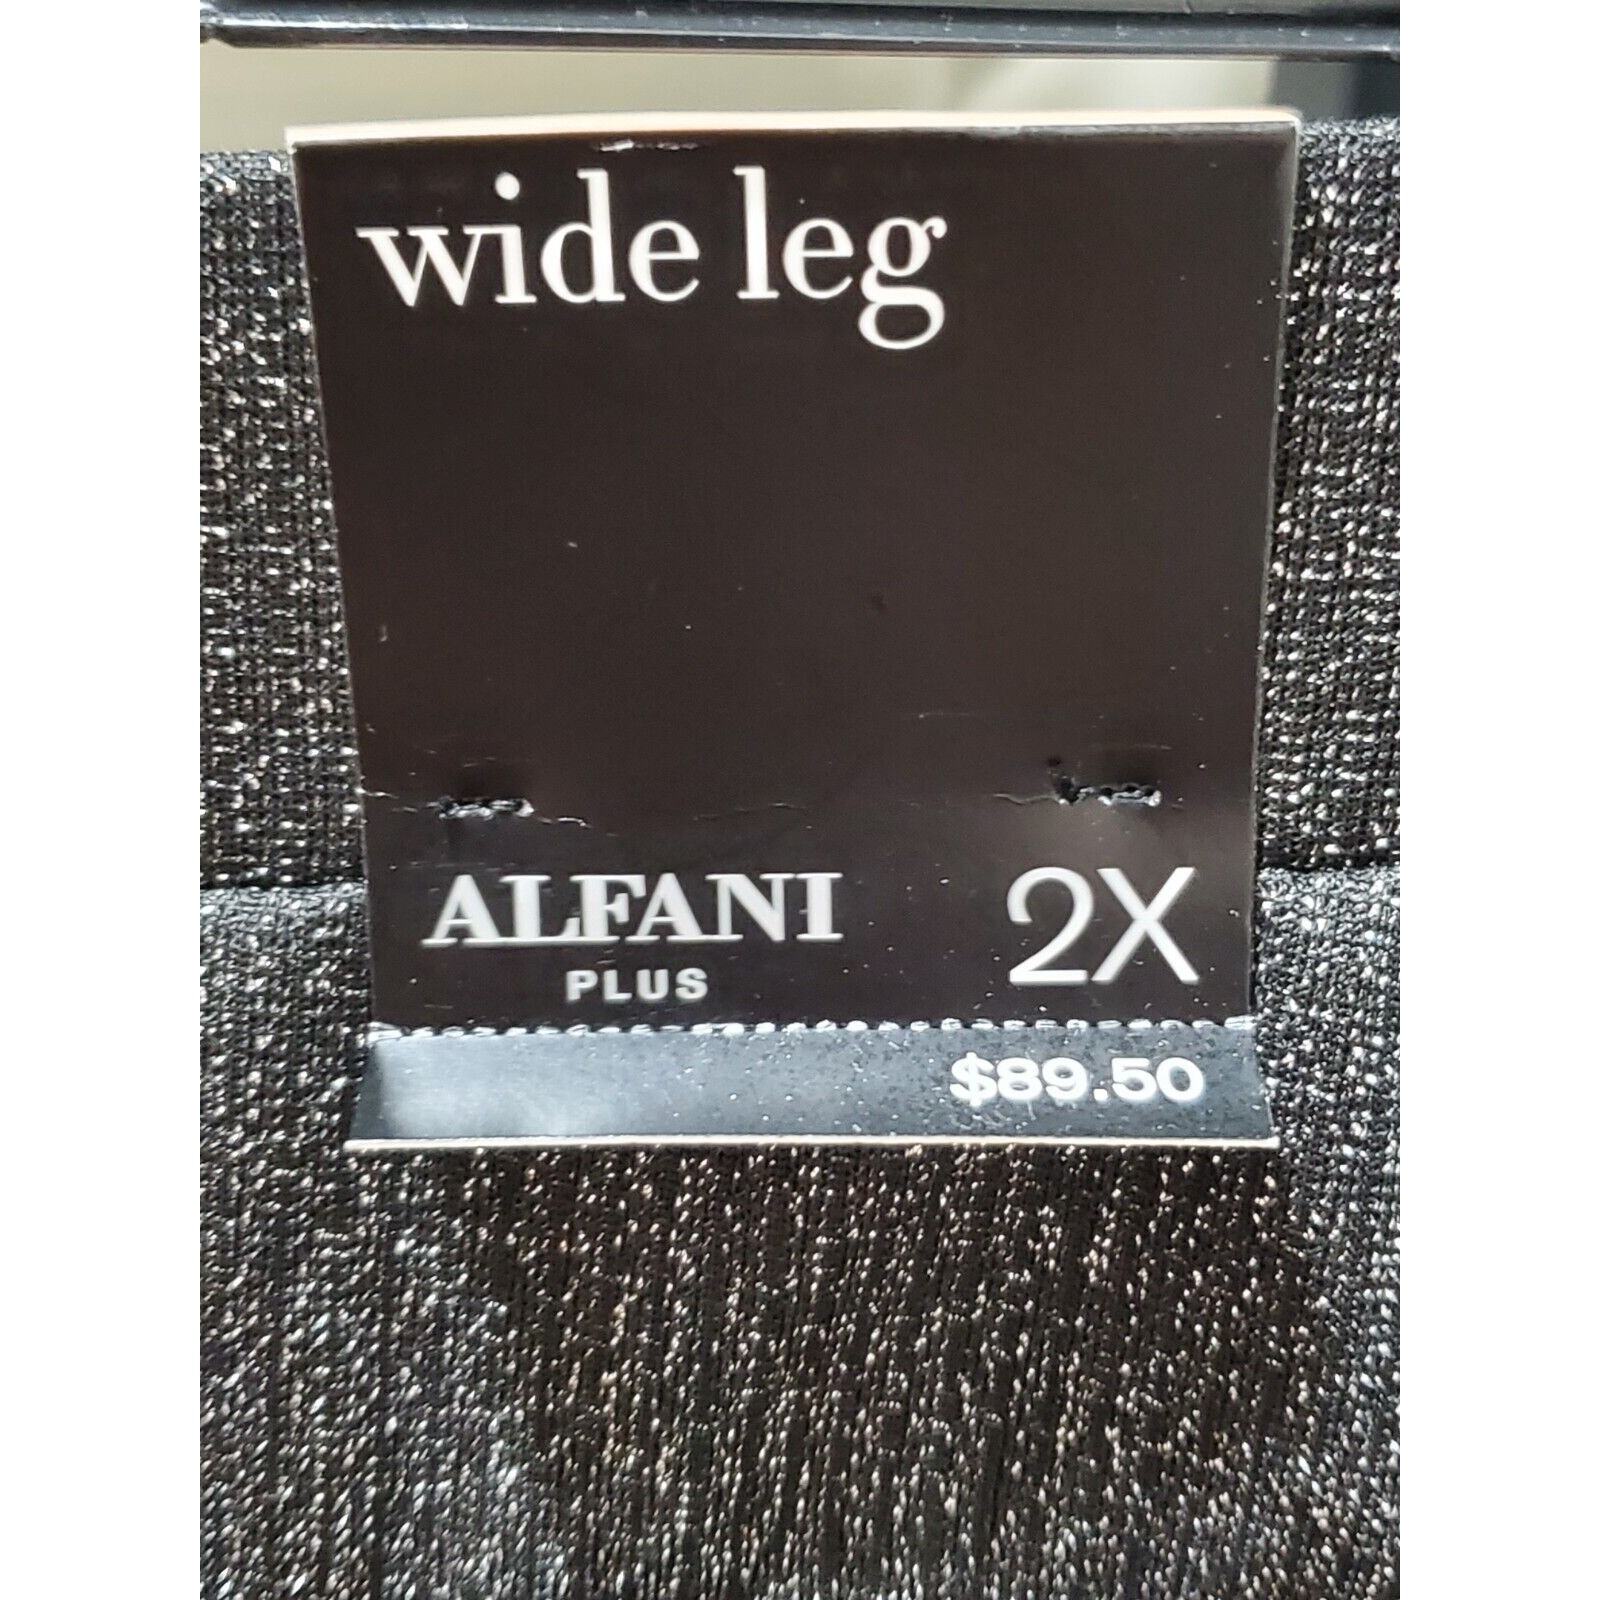 wide leg
ALFANI 2X
PLUS
$89.50